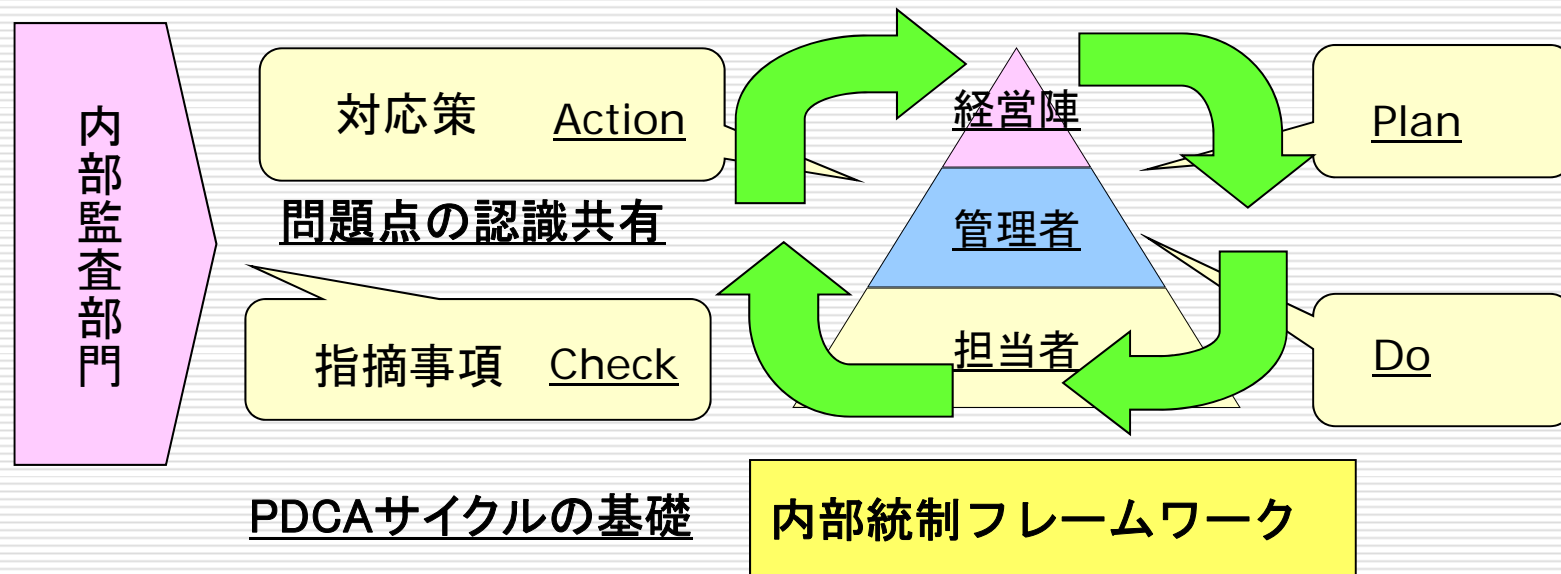 内部監査部門
対応策 Action
問題点の認識共有
指摘事項 Check
経営陣
管理者
担当者
Plan
Do
PDCAサイクルの基礎
内部統制フレームワーク